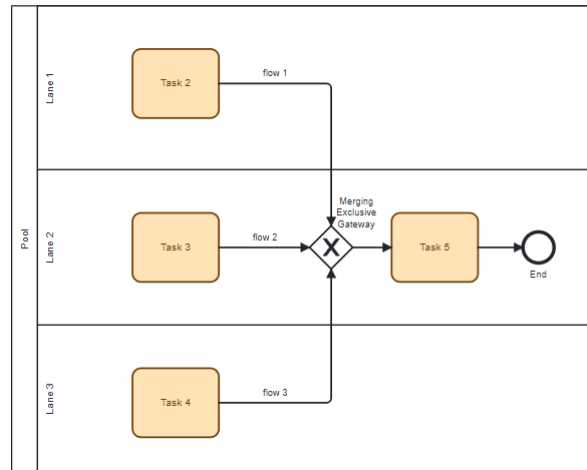 Pool
Lane 1
Task 2
flow 1
Lane 2
Task 3
flow 2
Merging
Exclusive
Gateway
X
Task 5
End
Lane 3
Task 4
flow 3